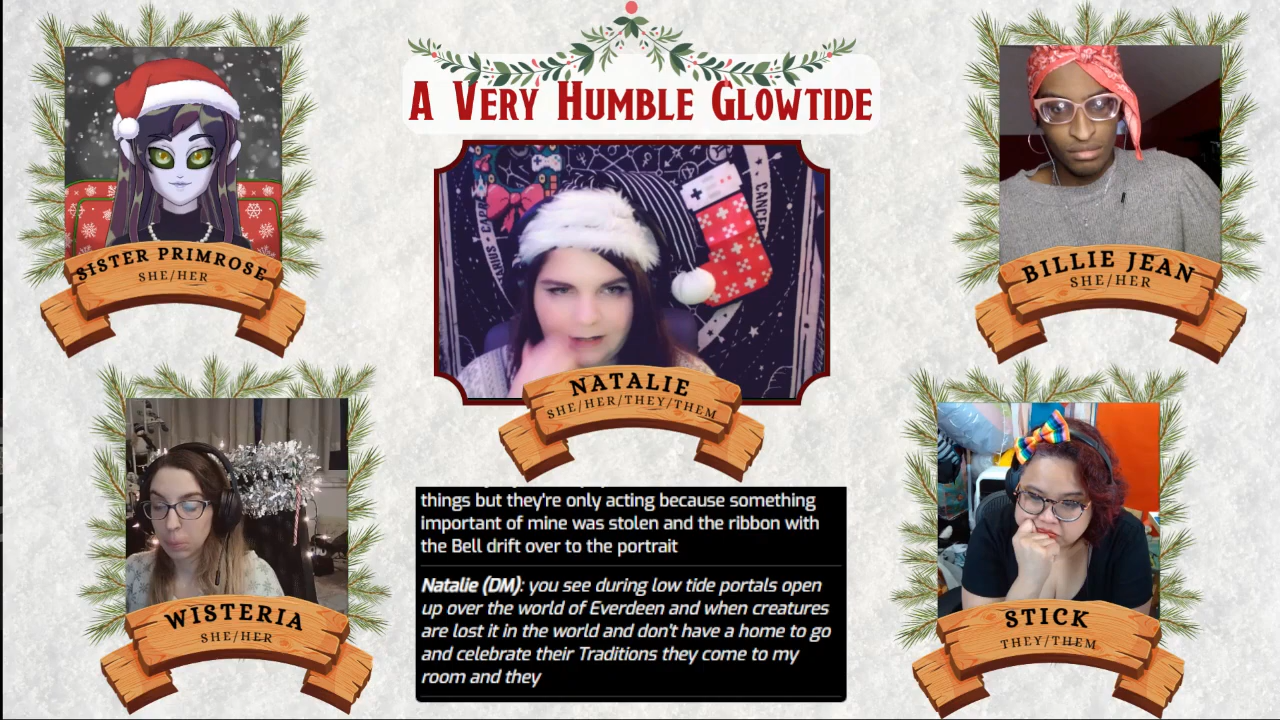 A VERY HUMBLE GLOWTIDE
SISTER PRIMROSE
SHE/HER
BILLIE JEAN
SHE/HER
CANCER
NATALIE
SHE/HER/THEY/THEM
WISTERIA
SHE/HER
STICK
THEY/THEM
things but they're only acting because something
important of mine was stolen and the ribbon with
the Bell drift over to the portrait
Natalie (DM): you see during low tide portals open
up over the world of Everdeen and when creatures
are lost it in the world and don't have a home to go
and celebrate their Traditions they come to my
room and they